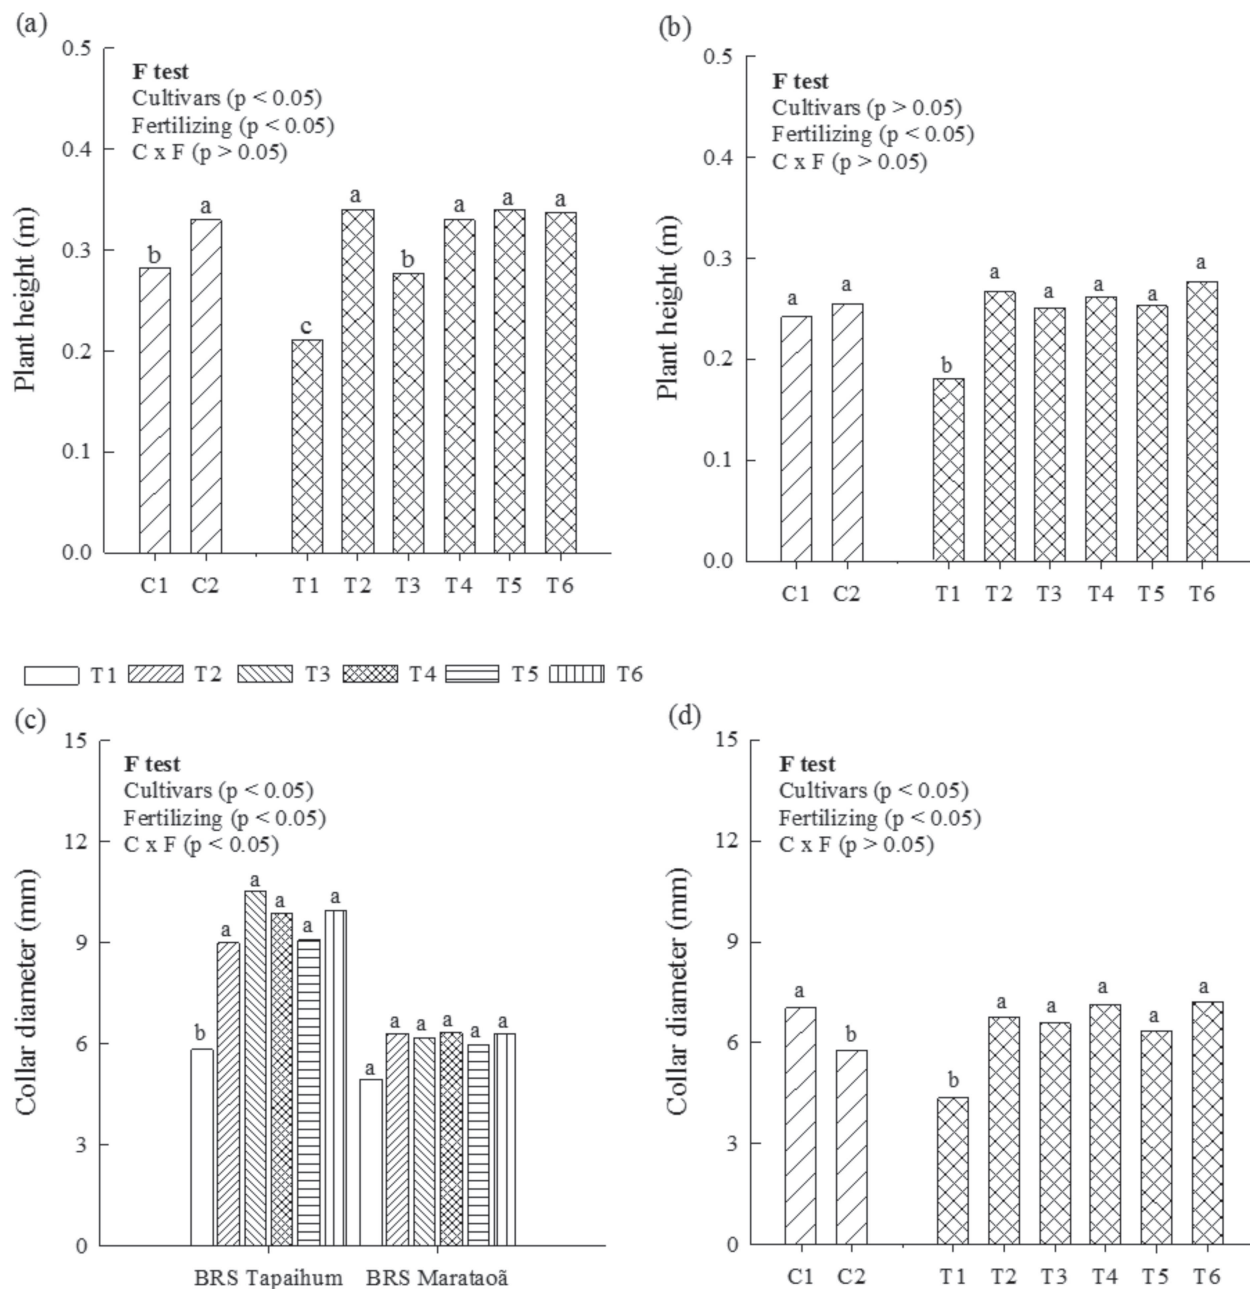 (a)
0.5
0.4
0.3
0.2
0.1
0.0
Plant height (m)
F test
Cultivars (p < 0.05)
Fertilizing (p < 0.05)
C x F (p > 0.05)
b
a
c
a
b
a
a
a
C1
C2
T1
T2
T3
T4
T5
T6
(b)
0.5
0.4
0.3
0.2
0.1
0.0
Plant height (m)
F test
Cultivars (p > 0.05)
Fertilizing (p < 0.05)
C x F (p > 0.05)
a
a
b
a
a
a
a
a
C1
C2
T1
T2
T3
T4
T5
T6
T1
T2
T3
T4
T5
T6
(c)
15
12
9
6
3
0
Collar diameter (mm)
F test
Cultivars (p < 0.05)
Fertilizing (p < 0.05)
C x F (p < 0.05)
b
a
a
a
a
a
a
a
a
a
a
a
BRS Tapaihum
BRS Marataoã
(d)
15
12
9
6
3
0
Collar diameter (mm)
F test
Cultivars (p < 0.05)
Fertilizing (p < 0.05)
C x F (p > 0.05)
a
b
b
a
a
a
a
a
C1
C2
T1
T2
T3
T4
T5
T6